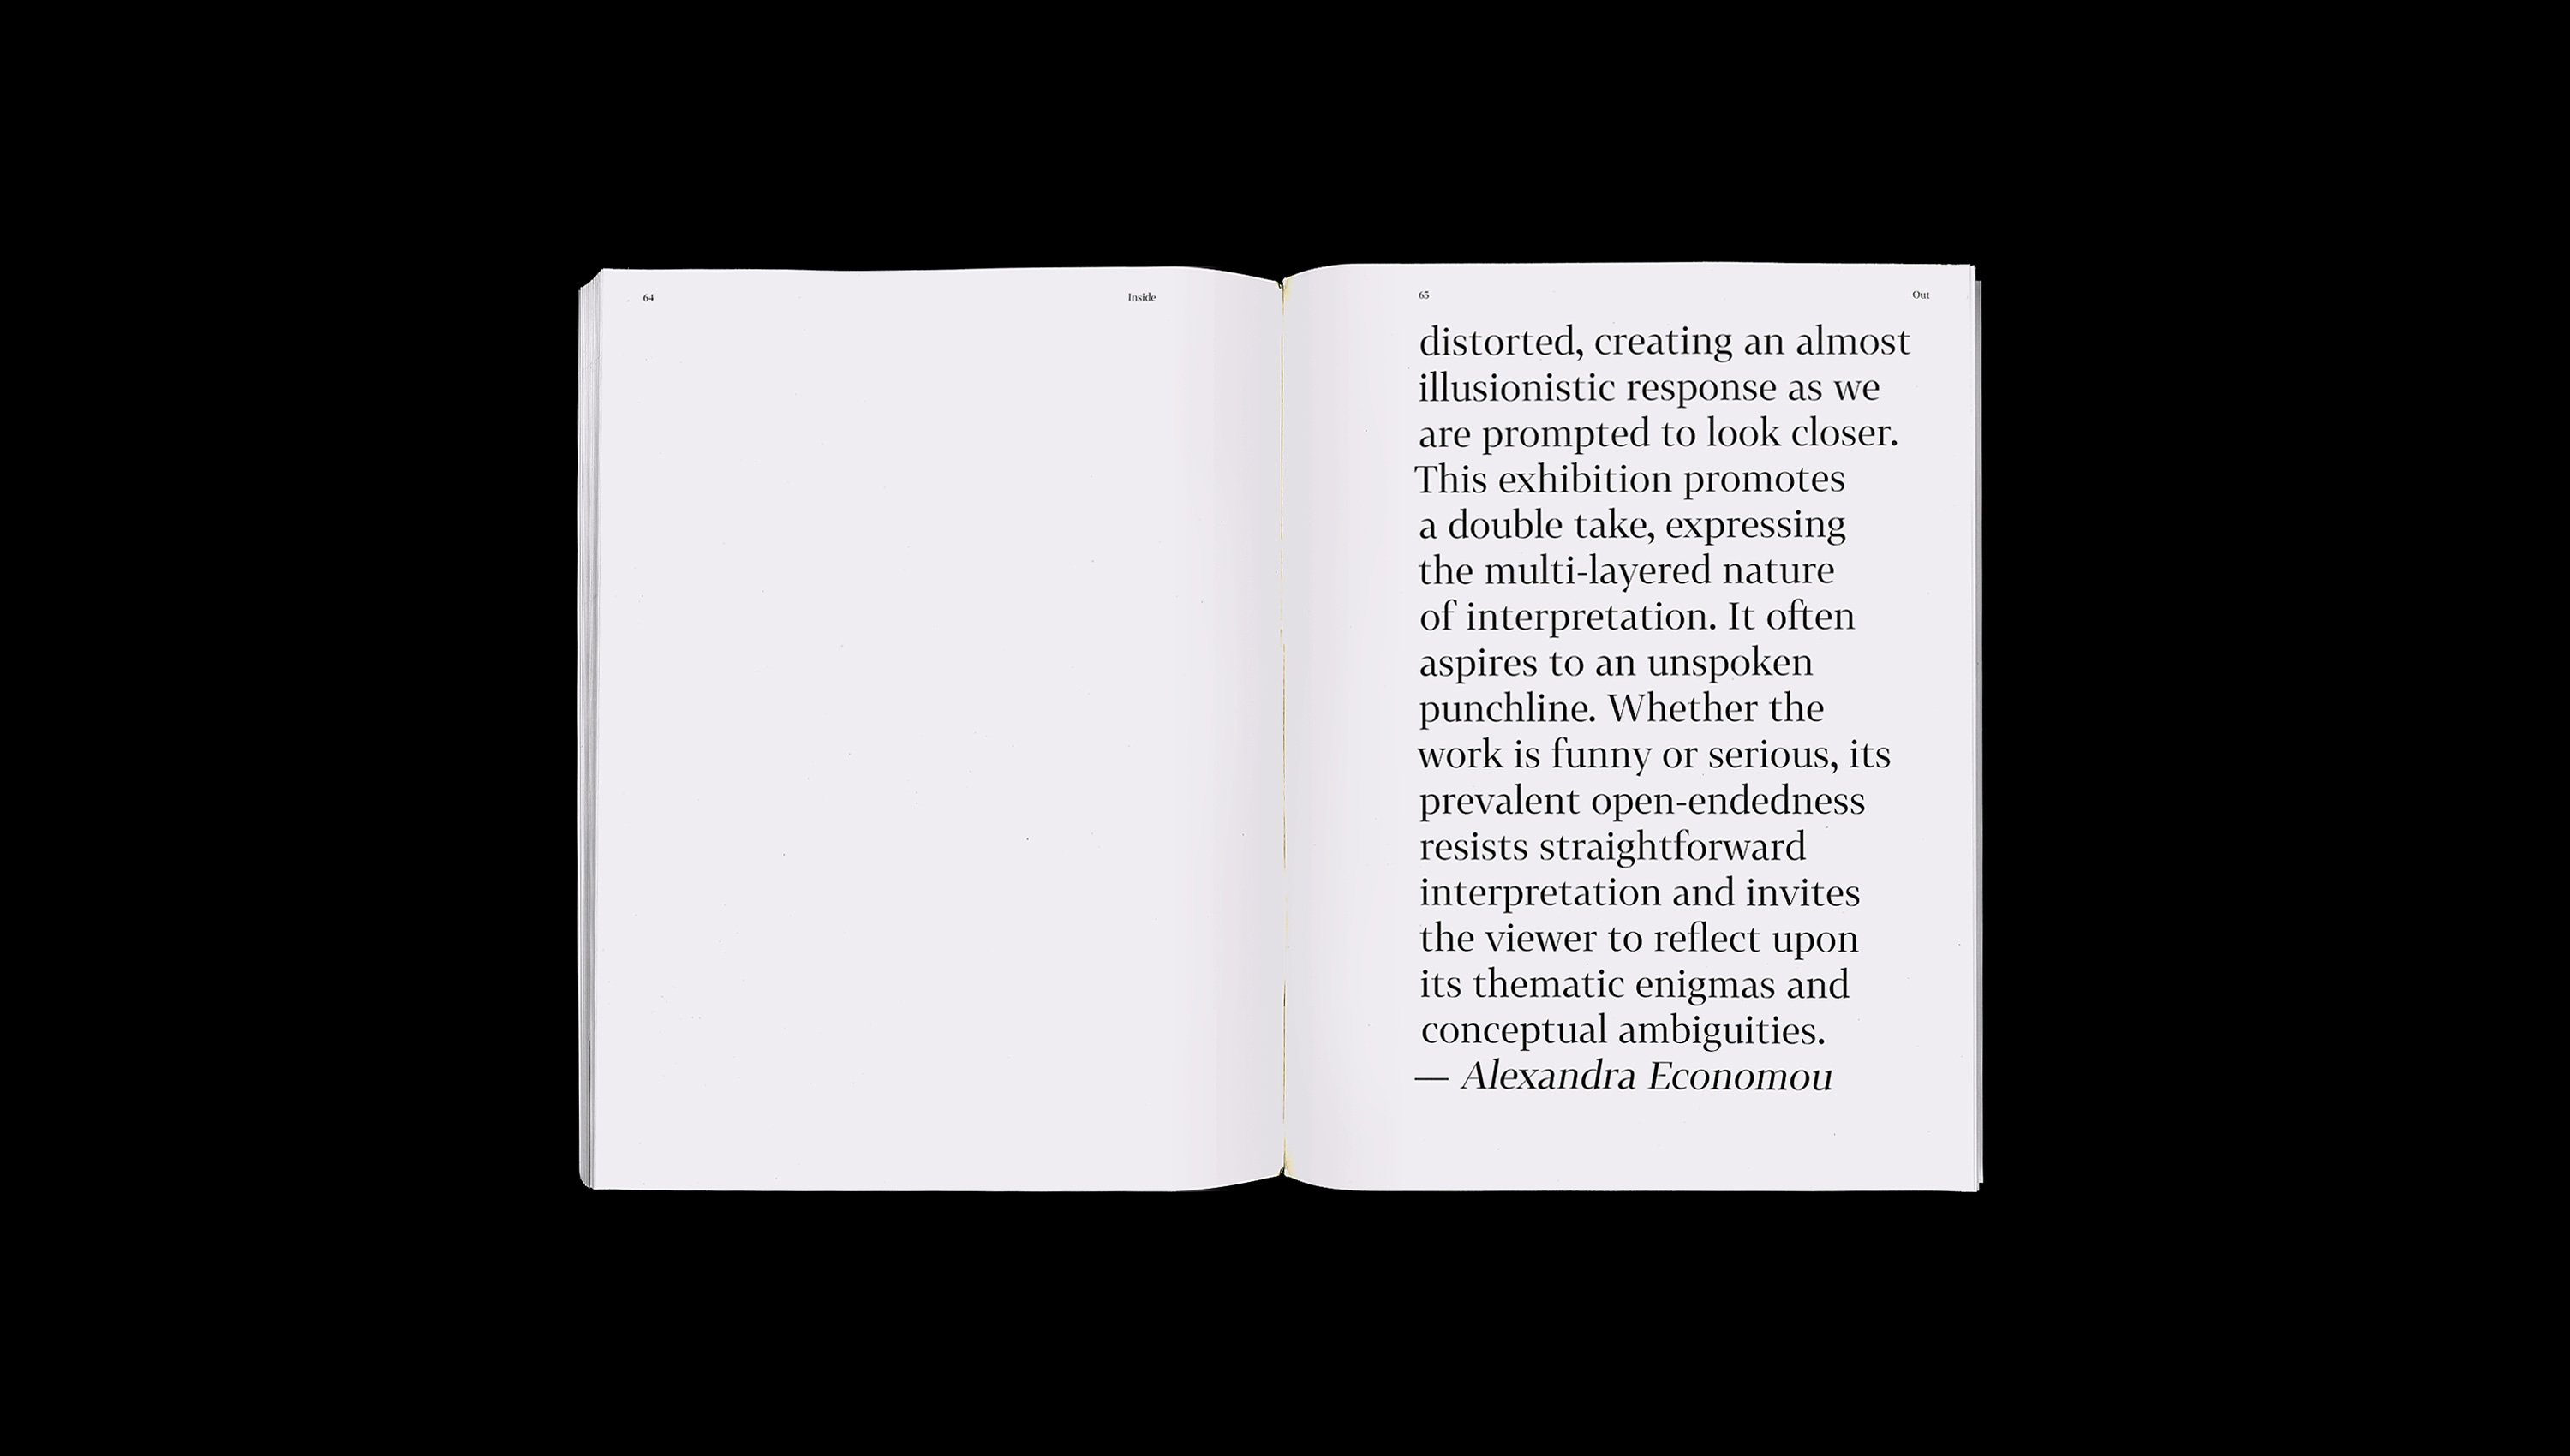 64 Inside
65 Out
distorted, creating an almost
illusionistic response as we
are prompted to look closer.
This exhibition promotes
a double take, expressing
the multi-layered nature
of interpretation. It often
aspires to an unspoken
punchline. Whether the
work is funny or serious, its
prevalent open-endedness
resists straightforward
interpretation and invites
the viewer to reflect upon
its thematic enigmas and
conceptual ambiguities.
— Alexandra Economou